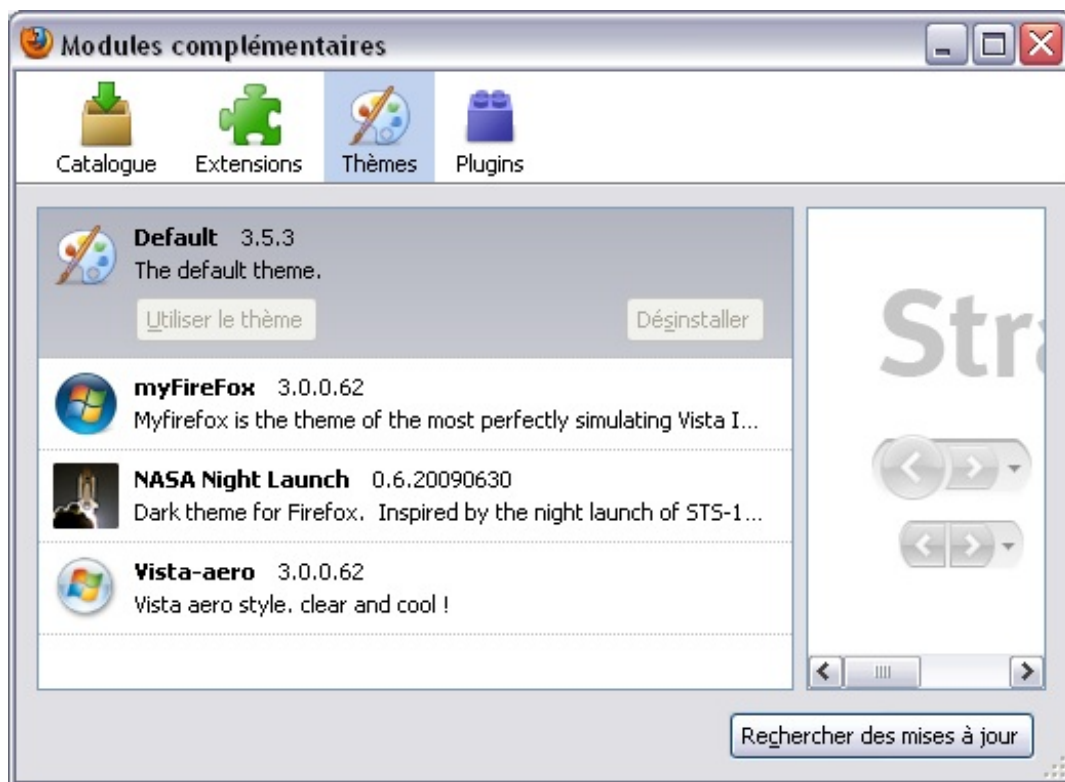 Modules complémentaires
Catalogue Extensions Thèmes Plugins
Default 3.5.3
The default theme.
Utiliser le thème Désinstaller
Stra
myFireFox 3.0.0.62
Myfirefox is the theme of the most perfectly simulating Vista I...
NASA Night Launch 0.6.20090630
Dark theme for Firefox. Inspired by the night launch of STS-1...
Vista-aero 3.0.0.62
Vista aero style. clear and cool !
Rechercher des mises à jour